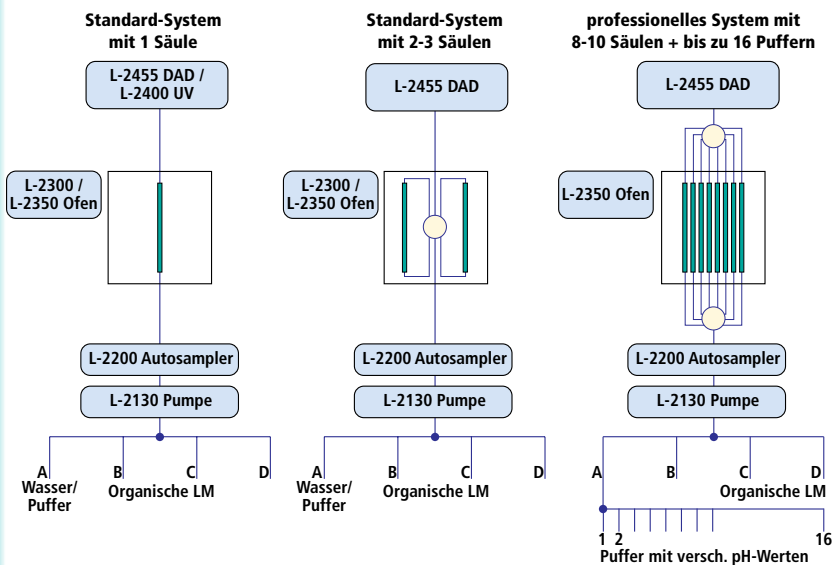 Standard-System
mit 1 Säule
L-2455 DAD /
L-2400 UV
L-2300 /
L-2350 Ofen
L-2200 Autosampler
L-2130 Pumpe
A B C D
Wasser/
Puffer
Organische LM
Standard-System
mit 2-3 Säulen
L-2455 DAD
L-2300 /
L-2350 Ofen
L-2200 Autosampler
L-2130 Pumpe
A B C D
Wasser/
Puffer
Organische LM
professionelles System mit
8-10 Säulen + bis zu 16 Puffern
L-2455 DAD
L-2350 Ofen
L-2200 Autosampler
L-2130 Pumpe
A B C D
Organische LM
1 2 16
Puffer mit versch. pH-Werten